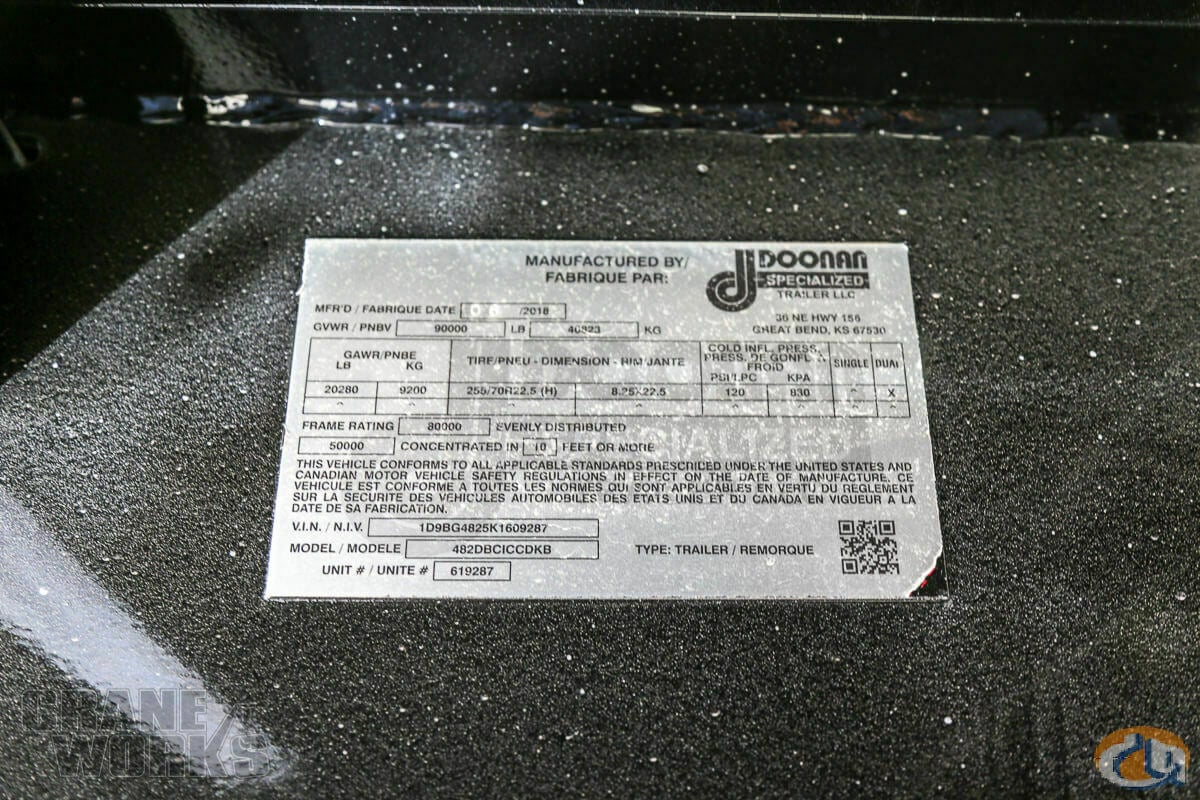 MANUFACTURED BY/
FABRIQUE PAR:
DOONAN
SPECIALIZED
TRAILER LLC
36 NE HWY 156
GREAT BEND, KS 67530
MFR'D / FABRIQUE DATE /2018
GVWR / PNBV 90000 LB 40823 KG
GAWR/PNBE
LB KG
TIRE/PNEU - DIMENSION - RIM/JANTE
COLD INFL. PRESS.
PRESS. DE GONFL. A
FROID
PSI/LPC KPA
SINGLE DUAL
20280 9200 255/70R22.5 (H) 8.25X22.5 120 830 X
FRAME RATING 80000 EVENLY DISTRIBUTED
50000 CONCENTRATED IN 10 FEET OR MORE
THIS VEHICLE CONFORMS TO ALL APPLICABLE STANDARDS PRESCRIBED UNDER THE UNITED STATES AND
CANADIAN MOTOR VEHICLE SAFETY REGULATIONS IN EFFECT ON THE DATE OF MANUFACTURE. CE
VEHICULE EST CONFORME A TOUTES LES NORMES QUI SONT APPLICABLES EN VERTU DU REGLEMENT
SUR LA SECURITE DES VEHICULES AUTOMOBILES DES ETATS UNIS ET DU CANADA EN VIGUEUR A LA
DATE DE SA FABRICATION.
V.I.N. / N.I.V. 1D9BG4825K1609287
MODEL / MODELE 482DBCICCDKB TYPE: TRAILER / REMORQUE
UNIT # / UNITE # 619287
CRANE
WORKS